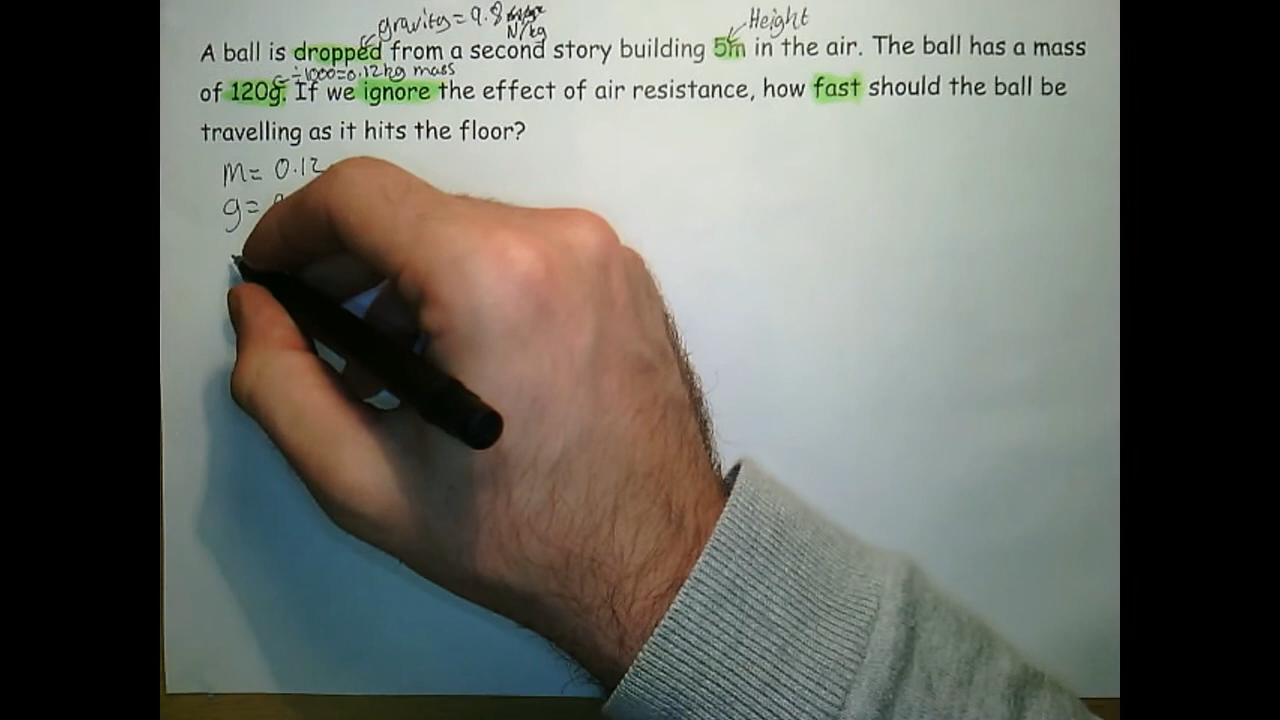 gravity = 9.8 N/kg
Height
A ball is dropped from a second story building 5m in the air. The ball has a mass
÷1000=0.12kg mass
of 120g. If we ignore the effect of air resistance, how fast should the ball be
travelling as it hits the floor?
m= 0.12
g=